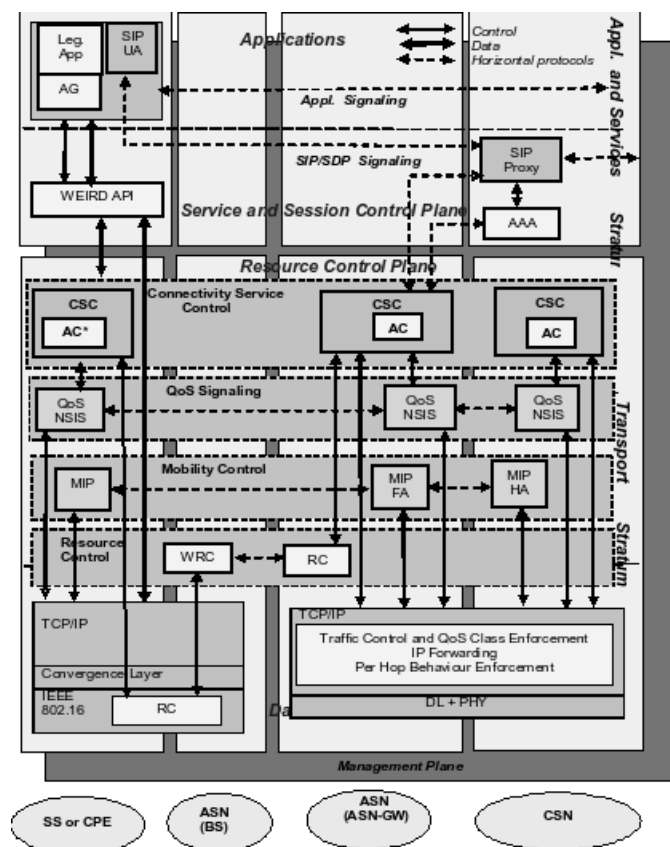 Leg.
App
SIP
UA
AG
Applications
Control
Data
Horizontal protocols
Appl. Signaling
Appl. and Services
SIP/SDP Signaling
SIP
Proxy
WEIRD API
Service and Session Control Plane
AAA
Stratur
Resource Control Plane
Connectivity Service
Control
CSC
AC*
CSC
AC
CSC
AC
QoS Signaling
QoS
NSIS
QoS
NSIS
QoS
NSIS
Transport
Mobility Control
MIP
MIP
FA
MIP
HA
Resource
Control
WRC
RC
Stratum
TCP/IP
TCP/IP
Traffic Control and QoS Class Enforcement
IP Forwarding
Per Hop Behaviour Enforcement
Convergence Layer
IEEE
802.16
RC
DL + PHY
Da
Management Plane
SS or CPE
ASN
(BS)
ASN
(ASN-GW)
CSN